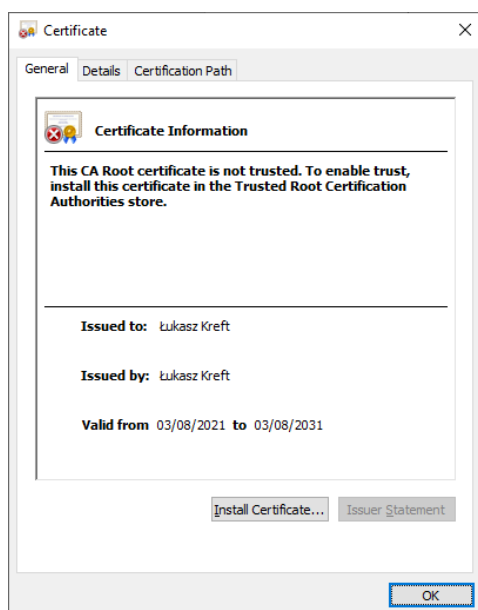 Certificate
General Details Certification Path
Certificate Information
This CA Root certificate is not trusted. To enable trust,
install this certificate in the Trusted Root Certification
Authorities store.
Issued to: Łukasz Kreft
Issued by: Łukasz Kreft
Valid from 03/08/2021 to 03/08/2031
Install Certificate... Issuer Statement
OK